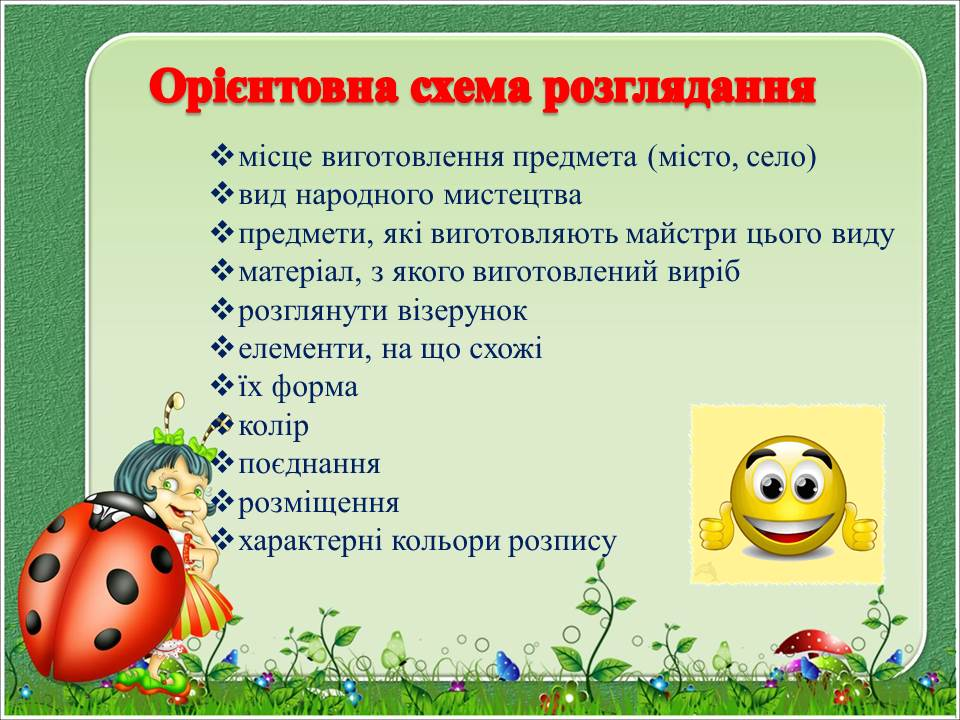 Орієнтовна схема розглядання
❖місце виготовлення предмета (місто, село)
❖вид народного мистецтва
❖предмети, які виготовляють майстри цього виду
❖матеріал, з якого виготовлений виріб
❖розглянути візерунок
❖елементи, на що схожі
❖їх форма
❖колір
❖поєднання
❖розміщення
❖характерні кольори розпису